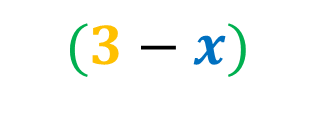 (3 − x)